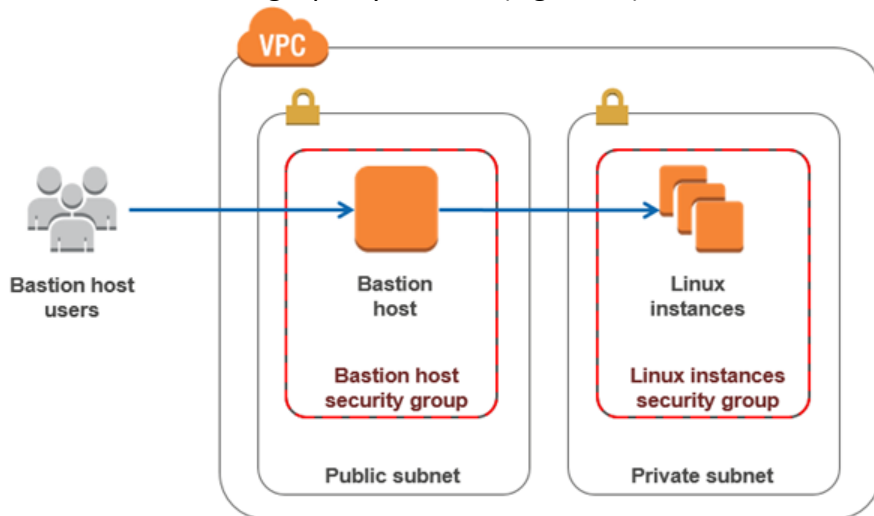 VPC
Bastion host
users
Bastion
host
Linux
instances
Bastion host
security group
Linux instances
security group
Public subnet
Private subnet